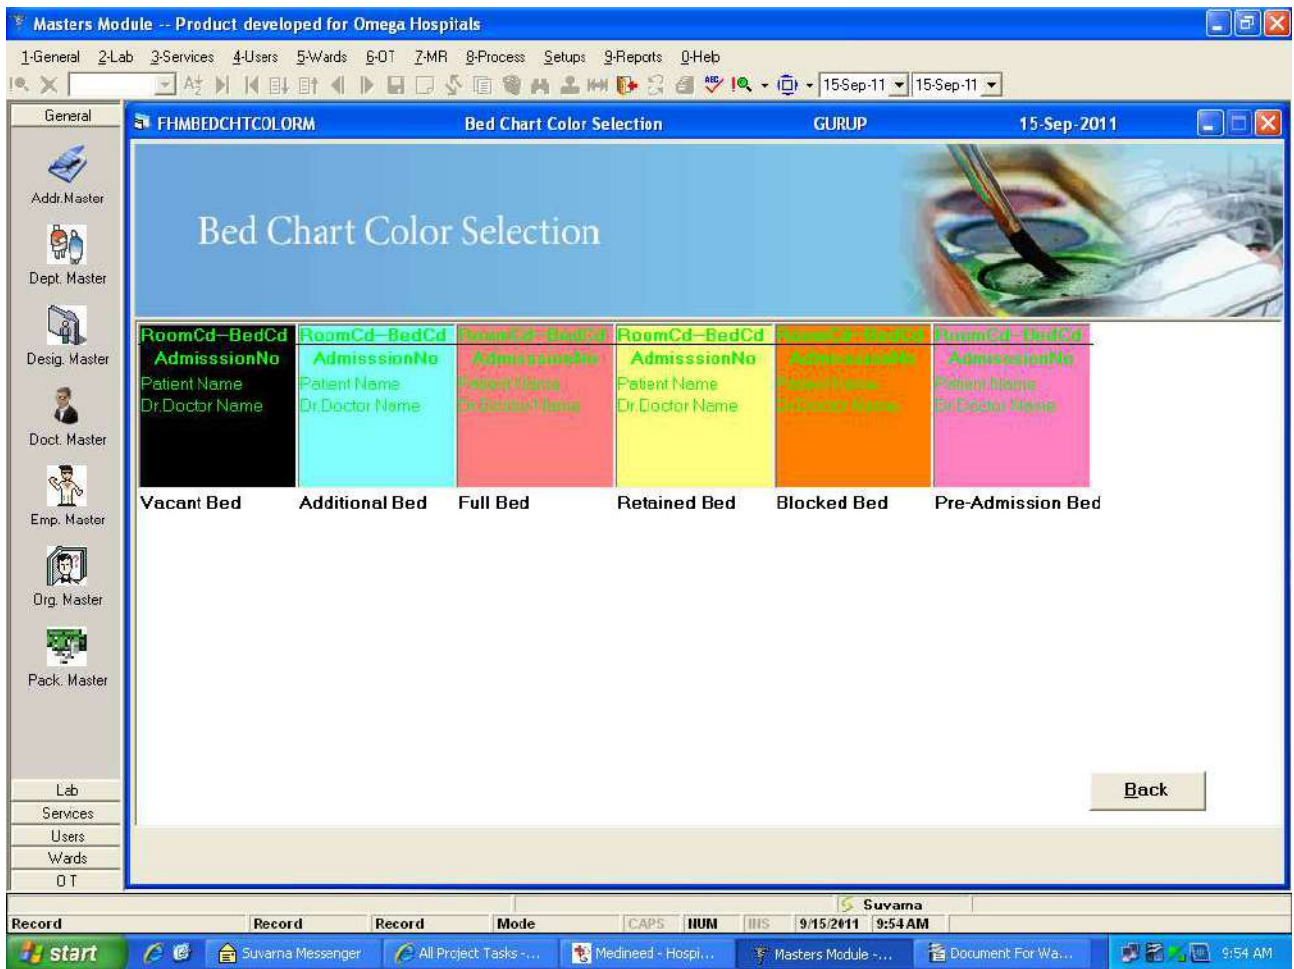 Masters Module -- Product developed for Omega Hospitals
1-General 2-Lab 3-Services 4-Users 5-Wards 6-OT 7-MR 8-Process Setups 9-Reports 0-Help
15-Sep-11 15-Sep-11
General
FHMBEDCHTCOLORM Bed Chart Color Selection GURUP 15-Sep-2011
Addr.Master
Dept. Master
Desig. Master
Doct. Master
Emp. Master
Org. Master
Pack. Master
Lab
Services
Users
Wards
OT
Bed Chart Color Selection
RoomCd--BedCd RoomCd--BedCd RoomCd--BedCd RoomCd--BedCd RoomCd--BedCd RoomCd--BedCd
AdmisssionNo AdmisssionNo AdmisssionNo AdmisssionNo AdmisssionNo AdmisssionNo
Patient Name Patient Name Patient Name Patient Name Patient Name Patient Name
Dr.Doctor Name Dr.Doctor Name Dr.Doctor Name Dr.Doctor Name Dr.Doctor Name Dr.Doctor Name
Vacant Bed Additional Bed Full Bed Retained Bed Blocked Bed Pre-Admission Bed
Back
Suvarna
Record Record Record Mode CAPS NUM INS 9/15/2011 9:54 AM
start Suvarna Messenger All Project Tasks -... Medineed - Hospi... Masters Module -... Document For Wa... 9:54 AM